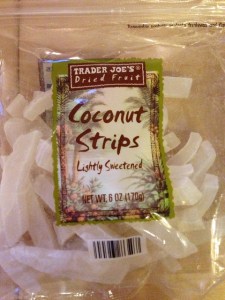 TRADER JOE'S®
Dried Fruit
Coconut
Strips
Lightly Sweetened
NET WT. 6 OZ (170g)